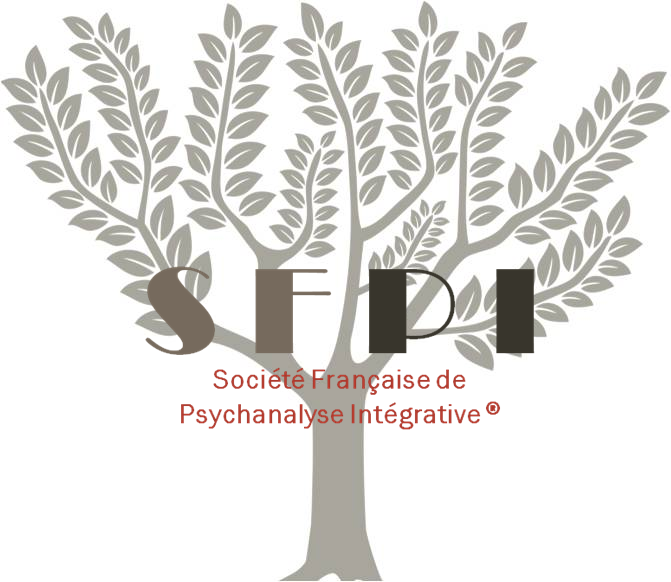 SFPI
Société Française de
Psychanalyse Intégrative ®